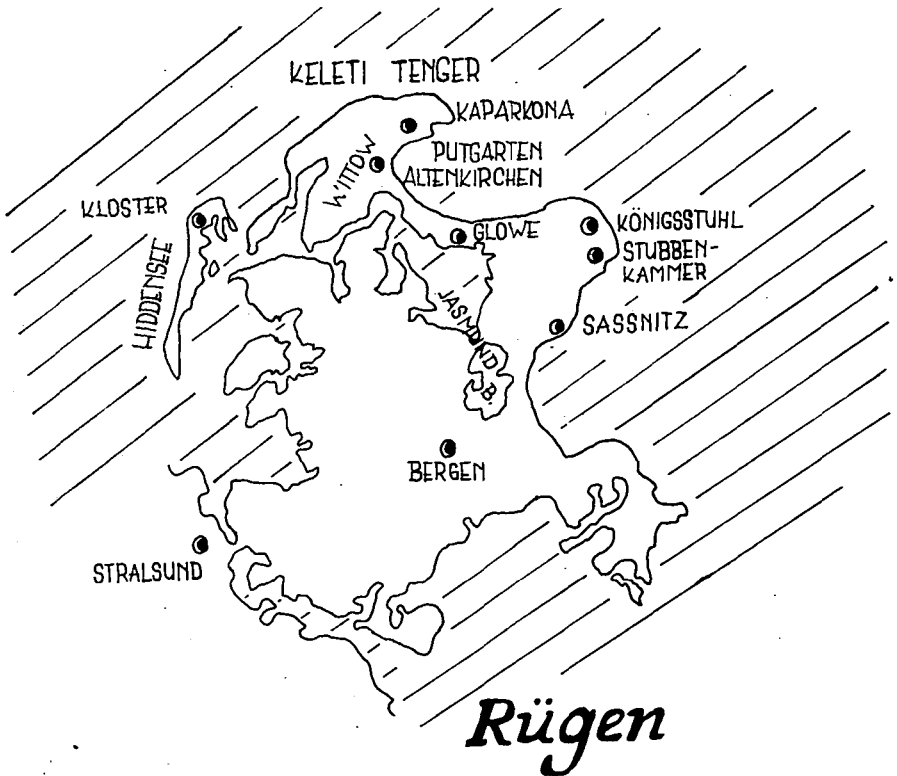 KELETI TENGER
KAPARKONA
WITTOW
PUTGARTEN
ALTENKIRCHEN
KLOSTER
HIDDENSEE
GLOWE
KÖNIGSSTUHL
STUBBEN-
KAMMER
JASMUND B.
SASSNITZ
BERGEN
STRALSUND
Rügen